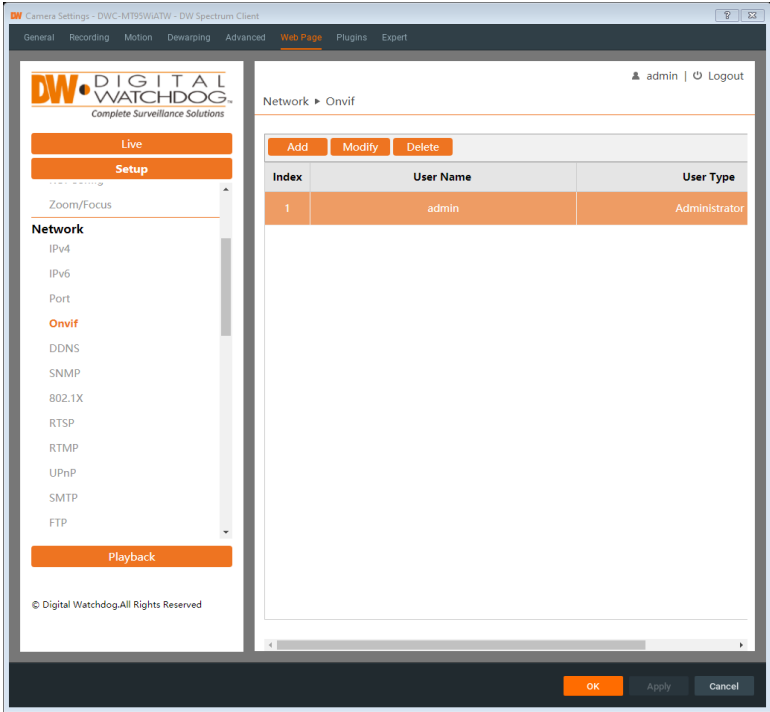 DW Camera Settings - DWC-MT95WiATW - DW Spectrum Client
General Recording Motion Dewarping Advanced Web Page Plugins Expert
DW DIGITAL
WATCHDOG
Complete Surveillance Solutions
Live
Setup
Zoom/Focus
Network
IPv4
IPv6
Port
Onvif
DDNS
SNMP
802.1X
RTSP
RTMP
UPnP
SMTP
FTP
Playback
© Digital Watchdog.All Rights Reserved
admin | Logout
Network ▸ Onvif
Add Modify Delete
Index User Name User Type
1 admin Administrator
OK Apply Cancel